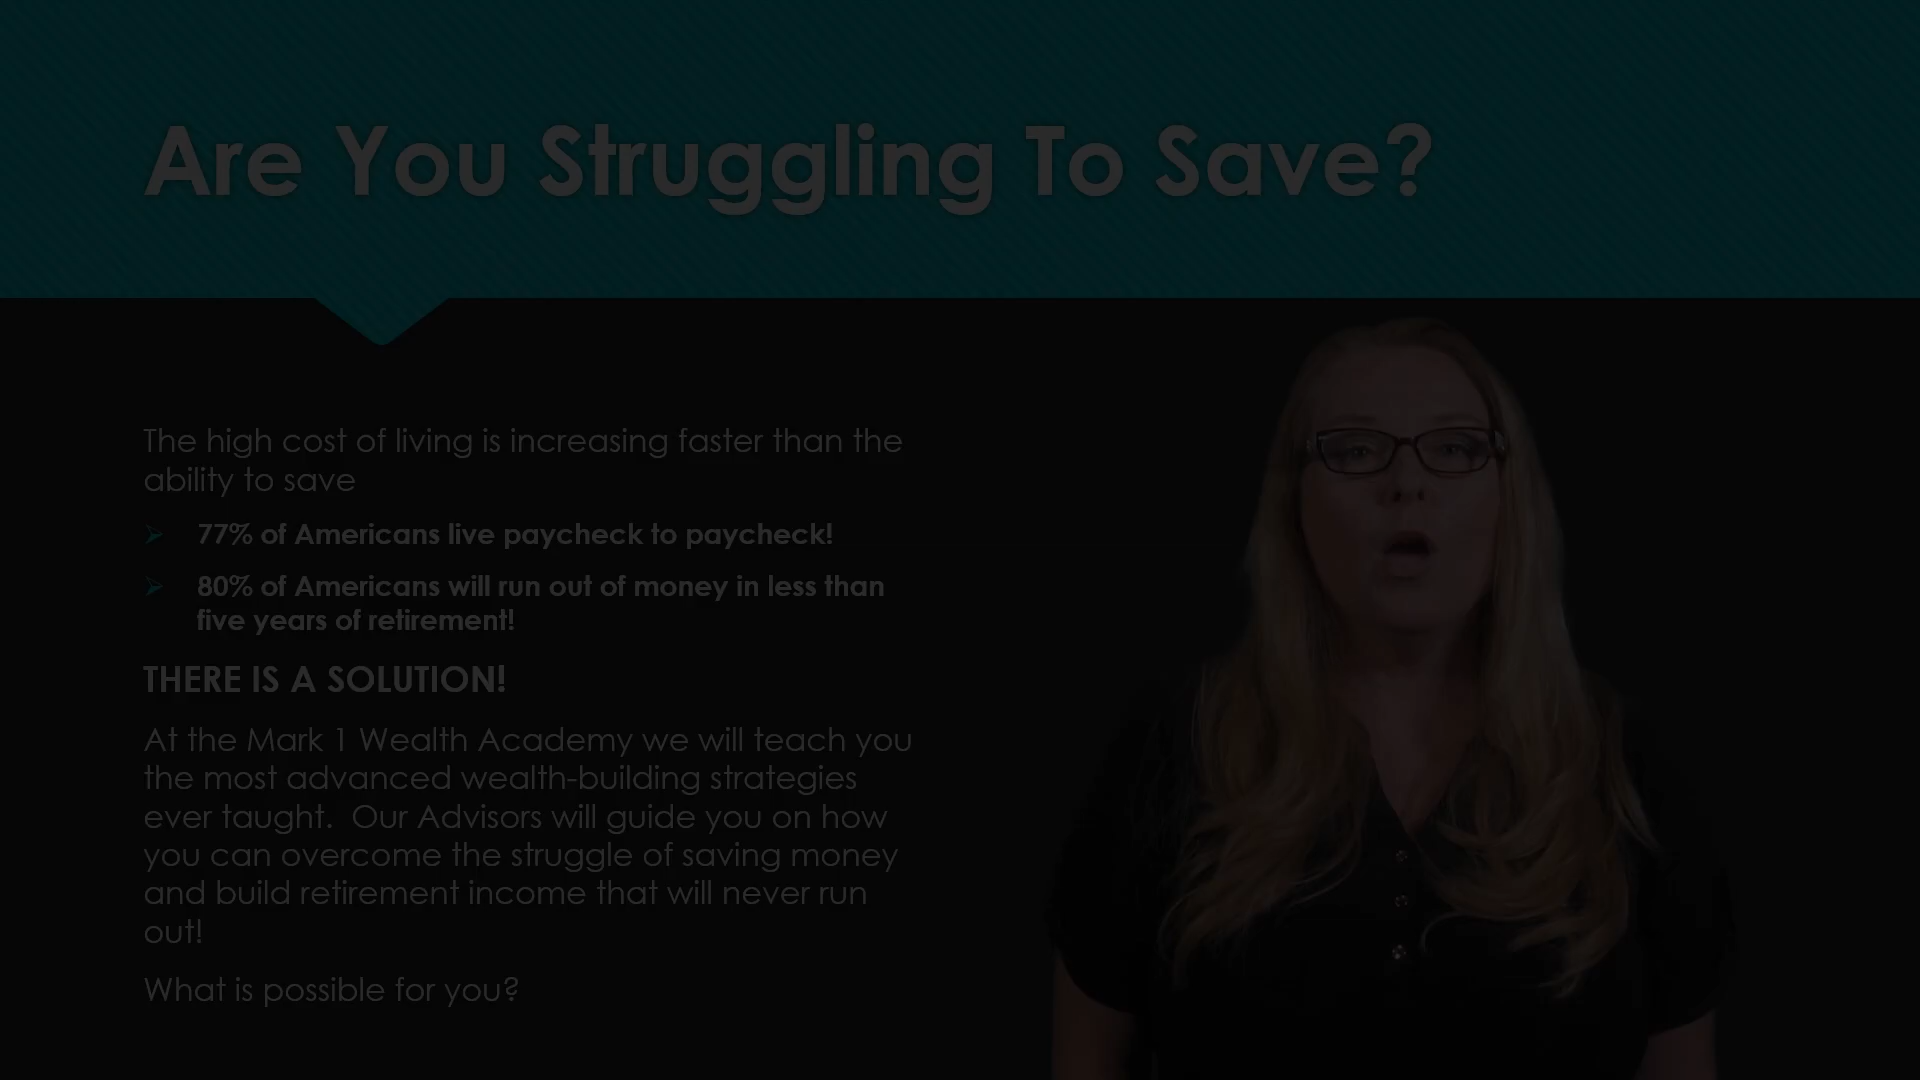 Are You Struggling To Save?
The high cost of living is increasing faster than the
ability to save
77% of Americans live paycheck to paycheck!
80% of Americans will run out of money in less than
five years of retirement!
THERE IS A SOLUTION!
At the Mark 1 Wealth Academy we will teach you
the most advanced wealth-building strategies
ever taught.  Our Advisors will guide you on how
you can overcome the struggle of saving money
and build retirement income that will never run
out!
What is possible for you?